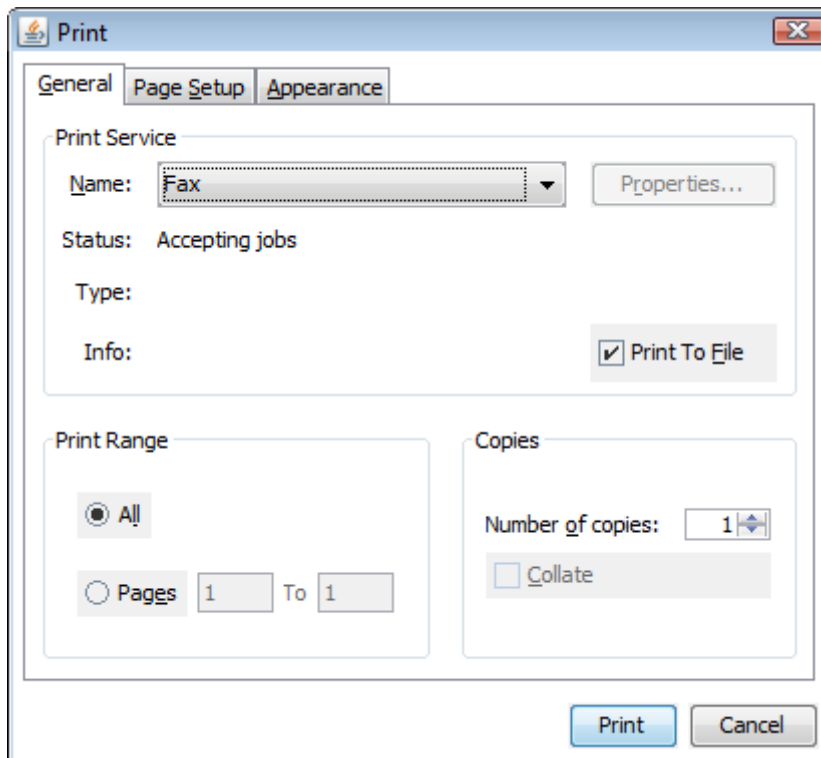 Print
General Page Setup Appearance
Print Service
Name: Fax Properties...
Status: Accepting jobs
Type:
Info: Print To File
Print Range
All
Pages 1 To 1
Copies
Number of copies: 1
Collate
Print Cancel